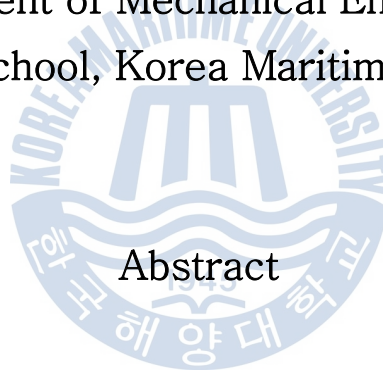 ent of Mechanical En
chool, Korea Maritim
KOREA MARITIME UNIVERSITY
Abstract
1945
한국해양대학교